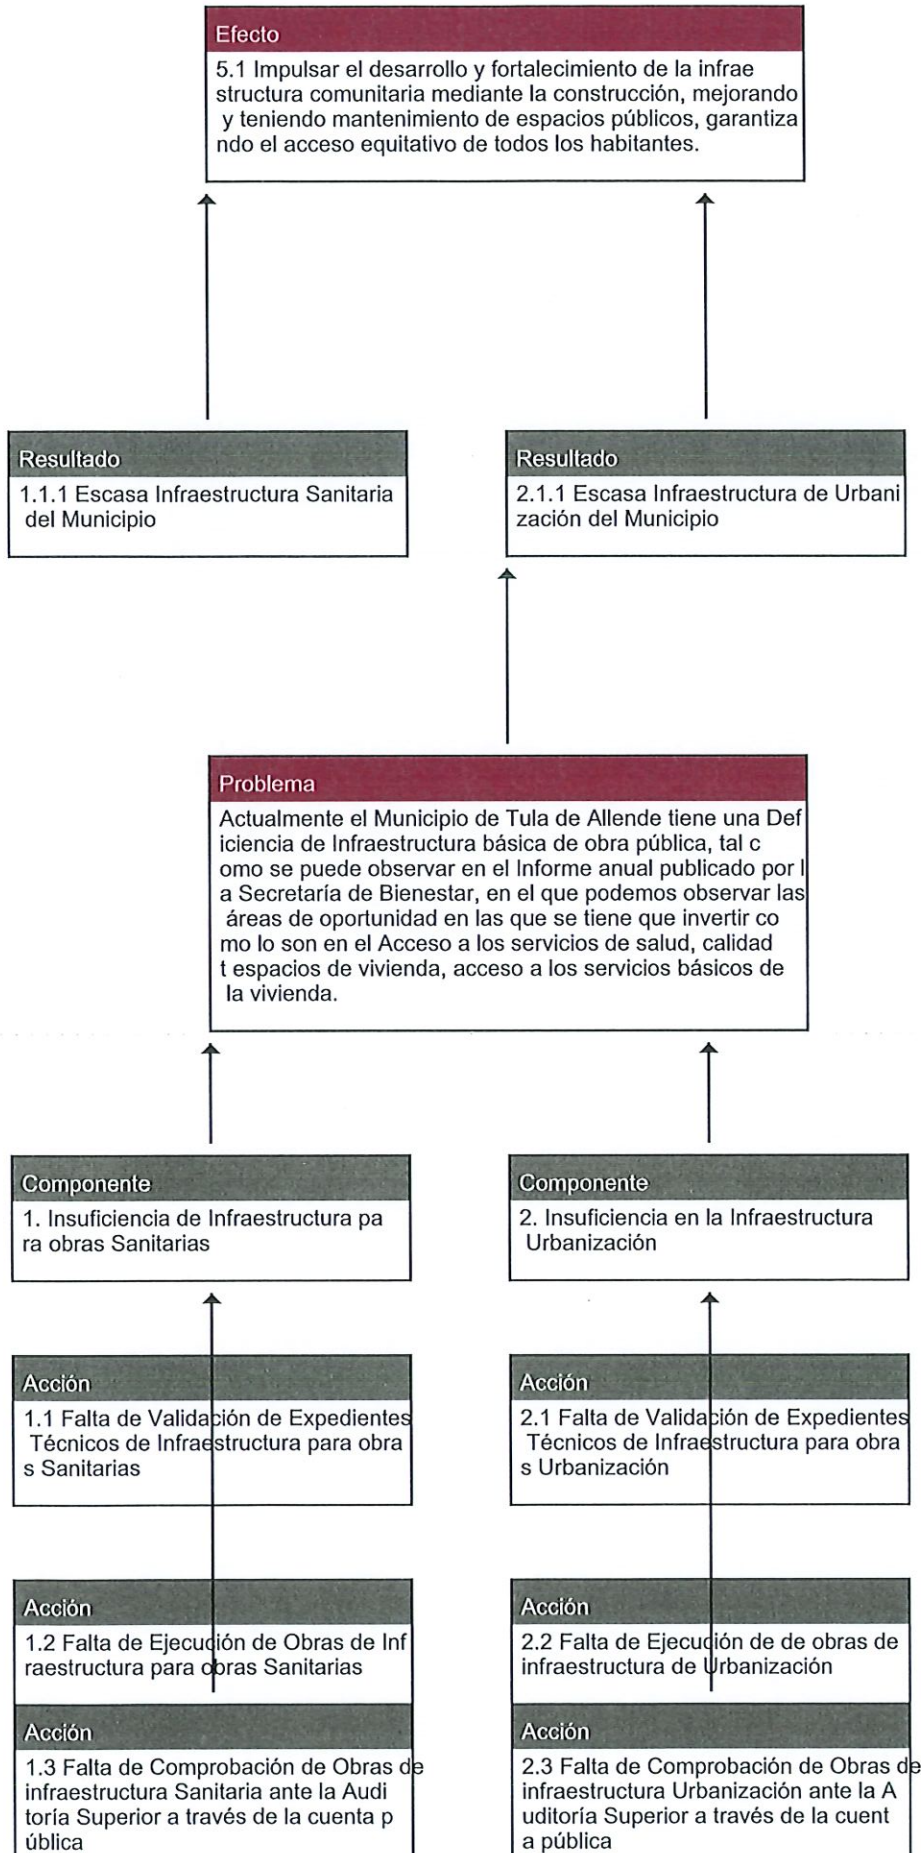 Efecto
5.1 Impulsar el desarrollo y fortalecimiento de la infrae
structura comunitaria mediante la construcción, mejorando
y teniendo mantenimiento de espacios públicos, garantiza
ndo el acceso equitativo de todos los habitantes.
Resultado
1.1.1 Escasa Infraestructura Sanitaria
del Municipio
Resultado
2.1.1 Escasa Infraestructura de Urbani
zación del Municipio
Problema
Actualmente el Municipio de Tula de Allende tiene una Def
iciencia de Infraestructura básica de obra pública, tal c
omo se puede observar en el Informe anual publicado por l
a Secretaría de Bienestar, en el que podemos observar las
áreas de oportunidad en las que se tiene que invertir co
mo lo son en el Acceso a los servicios de salud, calidad
t espacios de vivienda, acceso a los servicios básicos de
la vivienda.
Componente
1. Insuficiencia de Infraestructura pa
ra obras Sanitarias
Componente
2. Insuficiencia en la Infraestructura
Urbanización
Acción
1.1 Falta de Validación de Expedientes
Técnicos de Infraestructura para obra
s Sanitarias
Acción
2.1 Falta de Validación de Expedientes
Técnicos de Infraestructura para obra
s Urbanización
Acción
1.2 Falta de Ejecución de Obras de Inf
raestructura para obras Sanitarias
Acción
2.2 Falta de Ejecución de de obras de
infraestructura de Urbanización
Acción
1.3 Falta de Comprobación de Obras de
infraestructura Sanitaria ante la Audi
toría Superior a través de la cuenta p
ública
Acción
2.3 Falta de Comprobación de Obras de
infraestructura Urbanización ante la A
uditoría Superior a través de la cuent
a pública